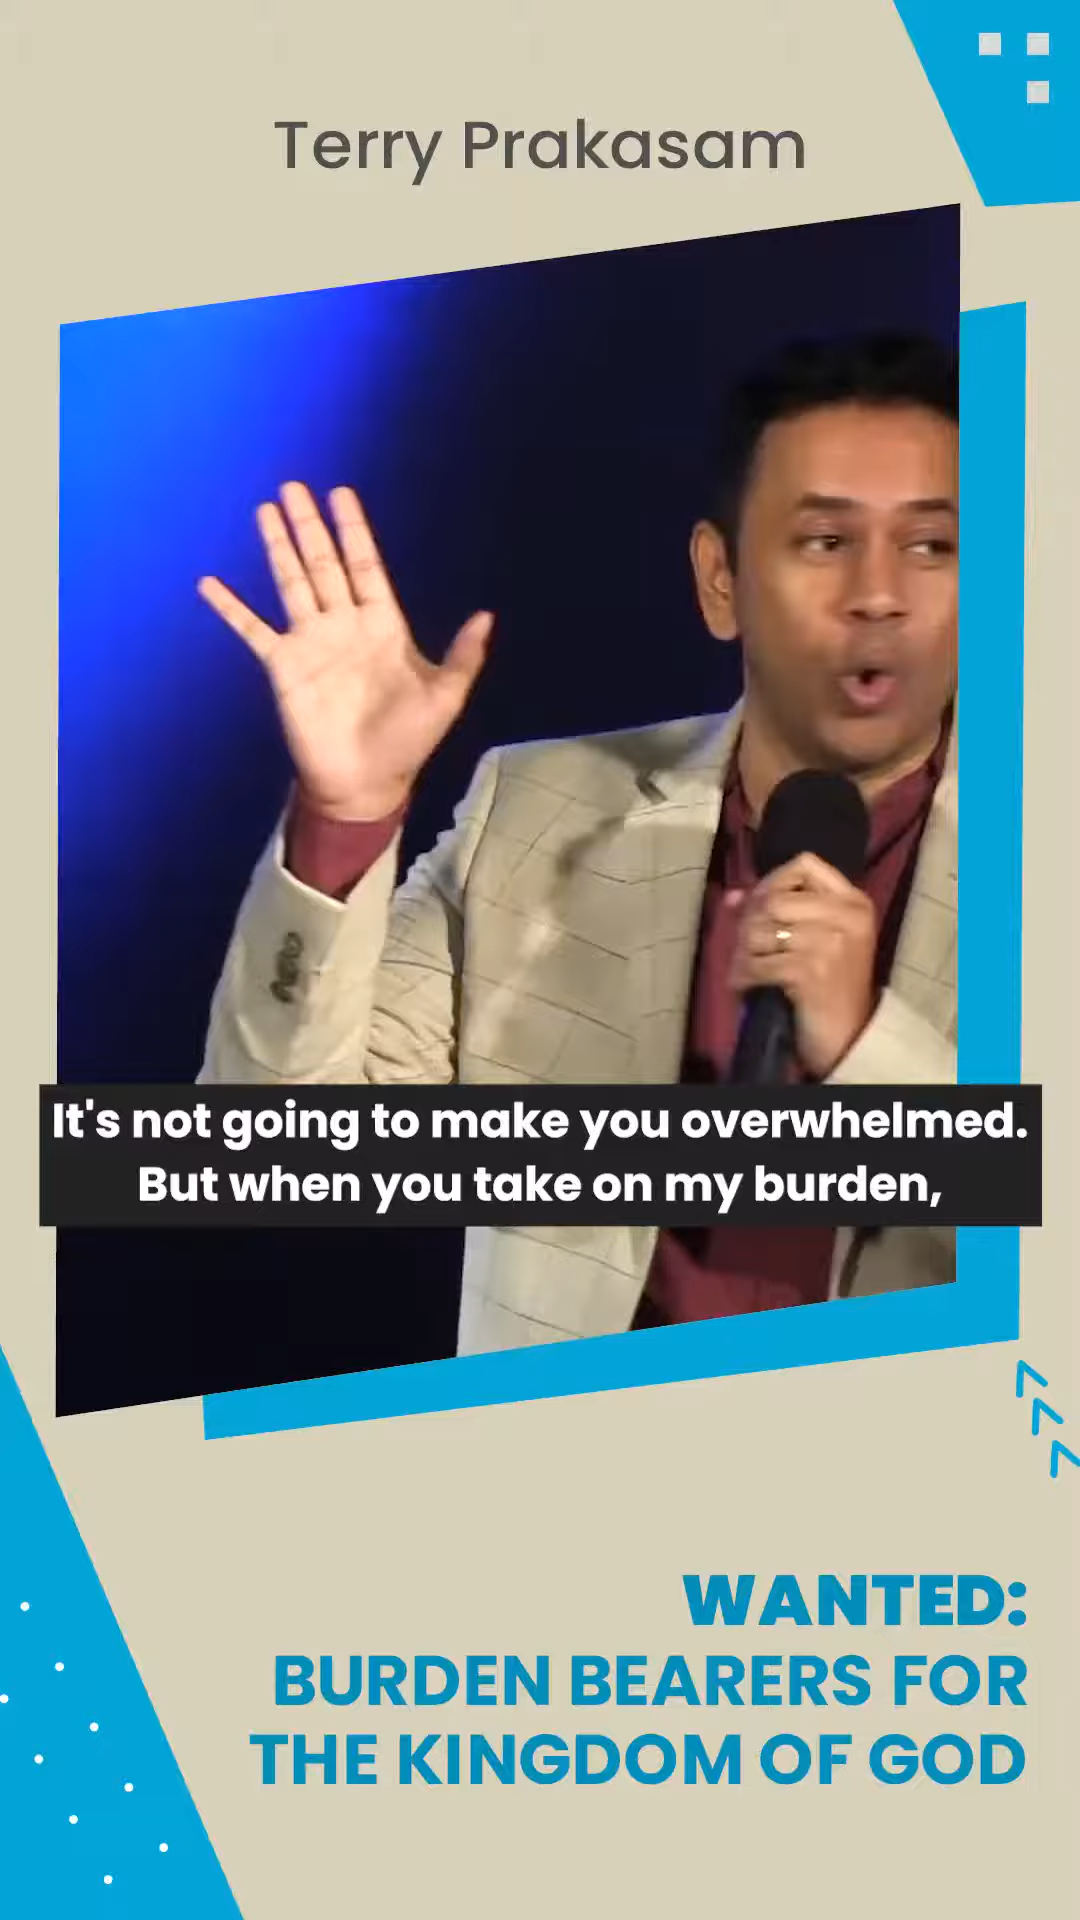 Terry Prakasam
It's not going to make you overwhelmed.
But when you take on my burden,
WANTED:
BURDEN BEARERS FOR
THE KINGDOM OF GOD